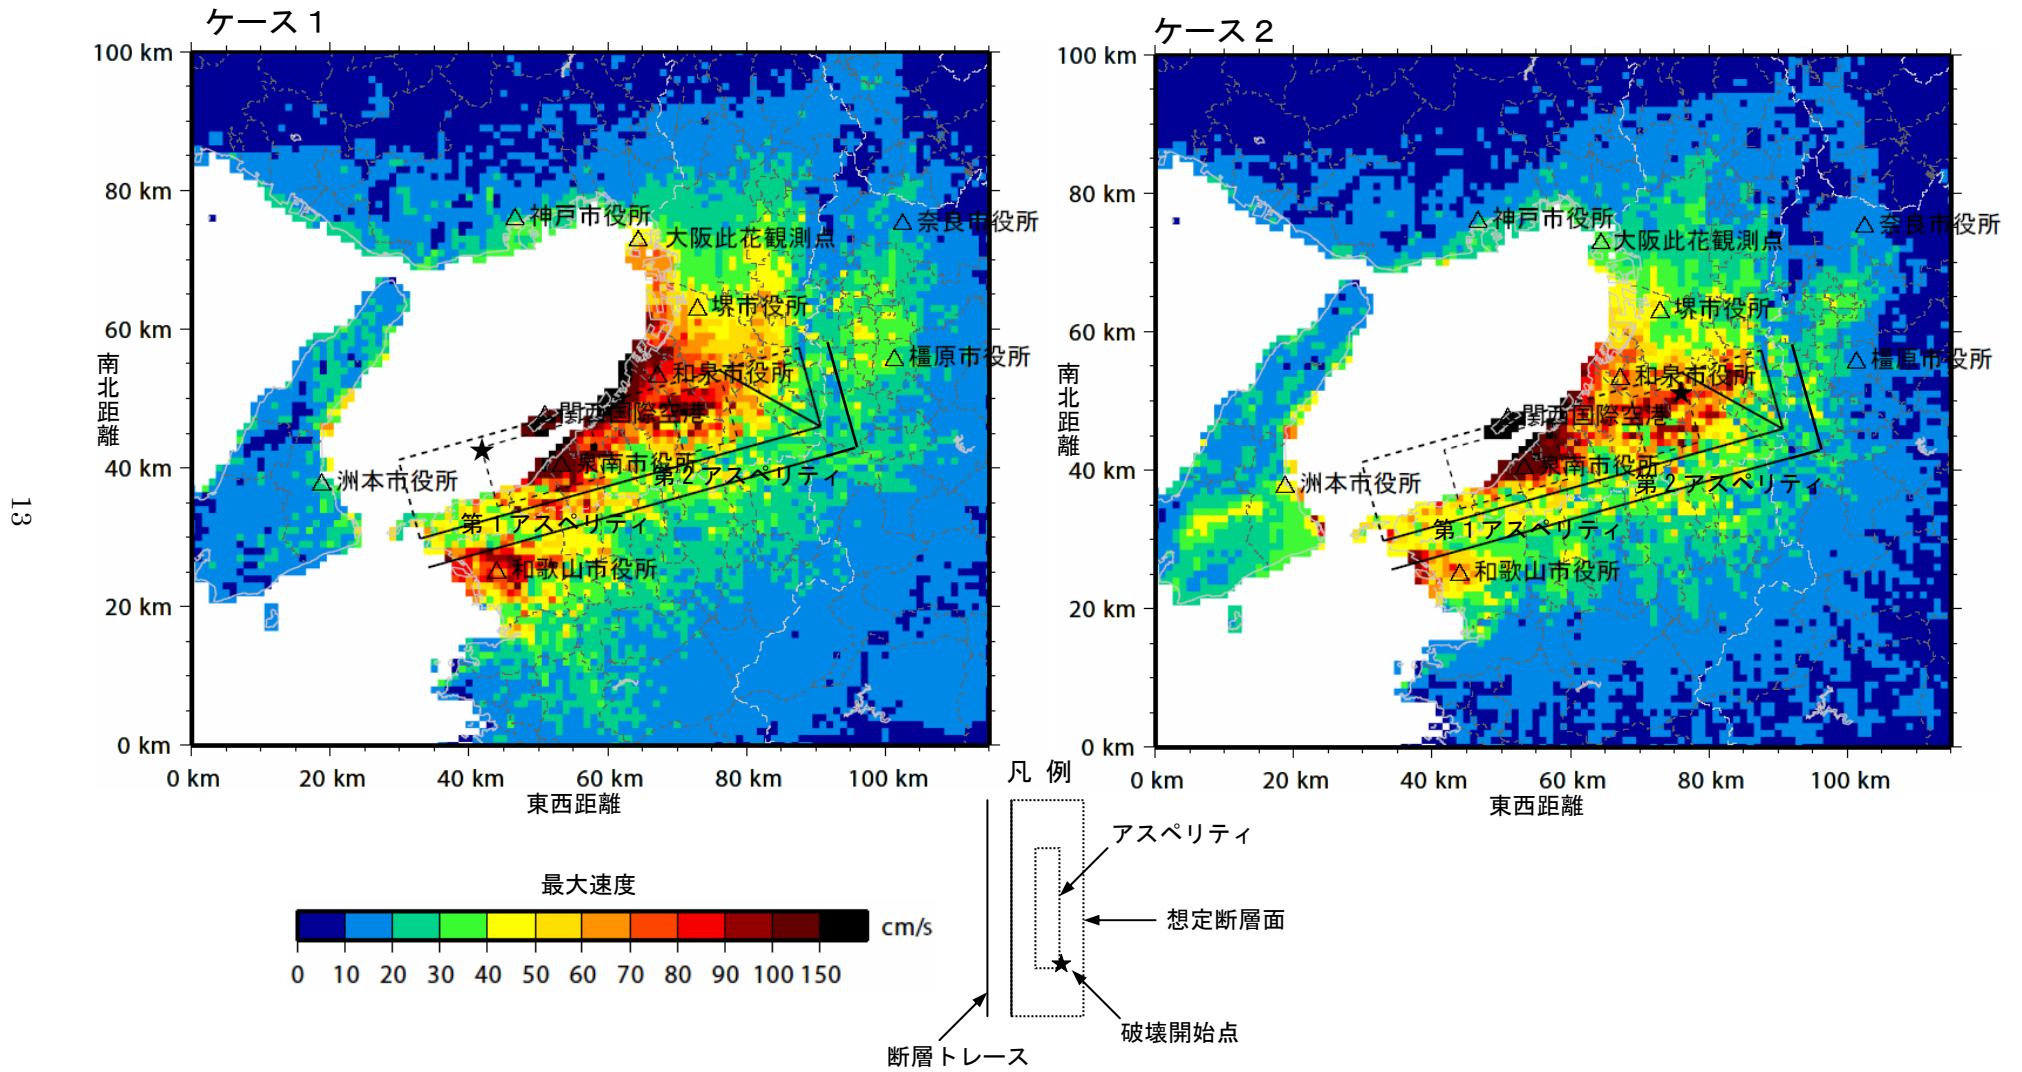 ケース１
100 km
80 km
60 km
40 km
20 km
0 km
南北距離
0 km 20 km 40 km 60 km 80 km 100 km
東西距離
神戸市役所
大阪此花観測点
奈良市役所
堺市役所
橿原市役所
和泉市役所
関西国際空港
泉南市役所
洲本市役所
第２アスペリティ
第１アスペリティ
和歌山市役所
ケース２
100 km
80 km
60 km
40 km
20 km
0 km
南北距離
0 km 20 km 40 km 60 km 80 km 100 km
東西距離
神戸市役所
大阪此花観測点
奈良市役所
堺市役所
橿原市役所
和泉市役所
関西国際空港
泉南市役所
洲本市役所
第２アスペリティ
第１アスペリティ
和歌山市役所
凡 例
アスペリティ
想定断層面
破壊開始点
断層トレース
最大速度
cm/s
0 10 20 30 40 50 60 70 80 90 100 150
13